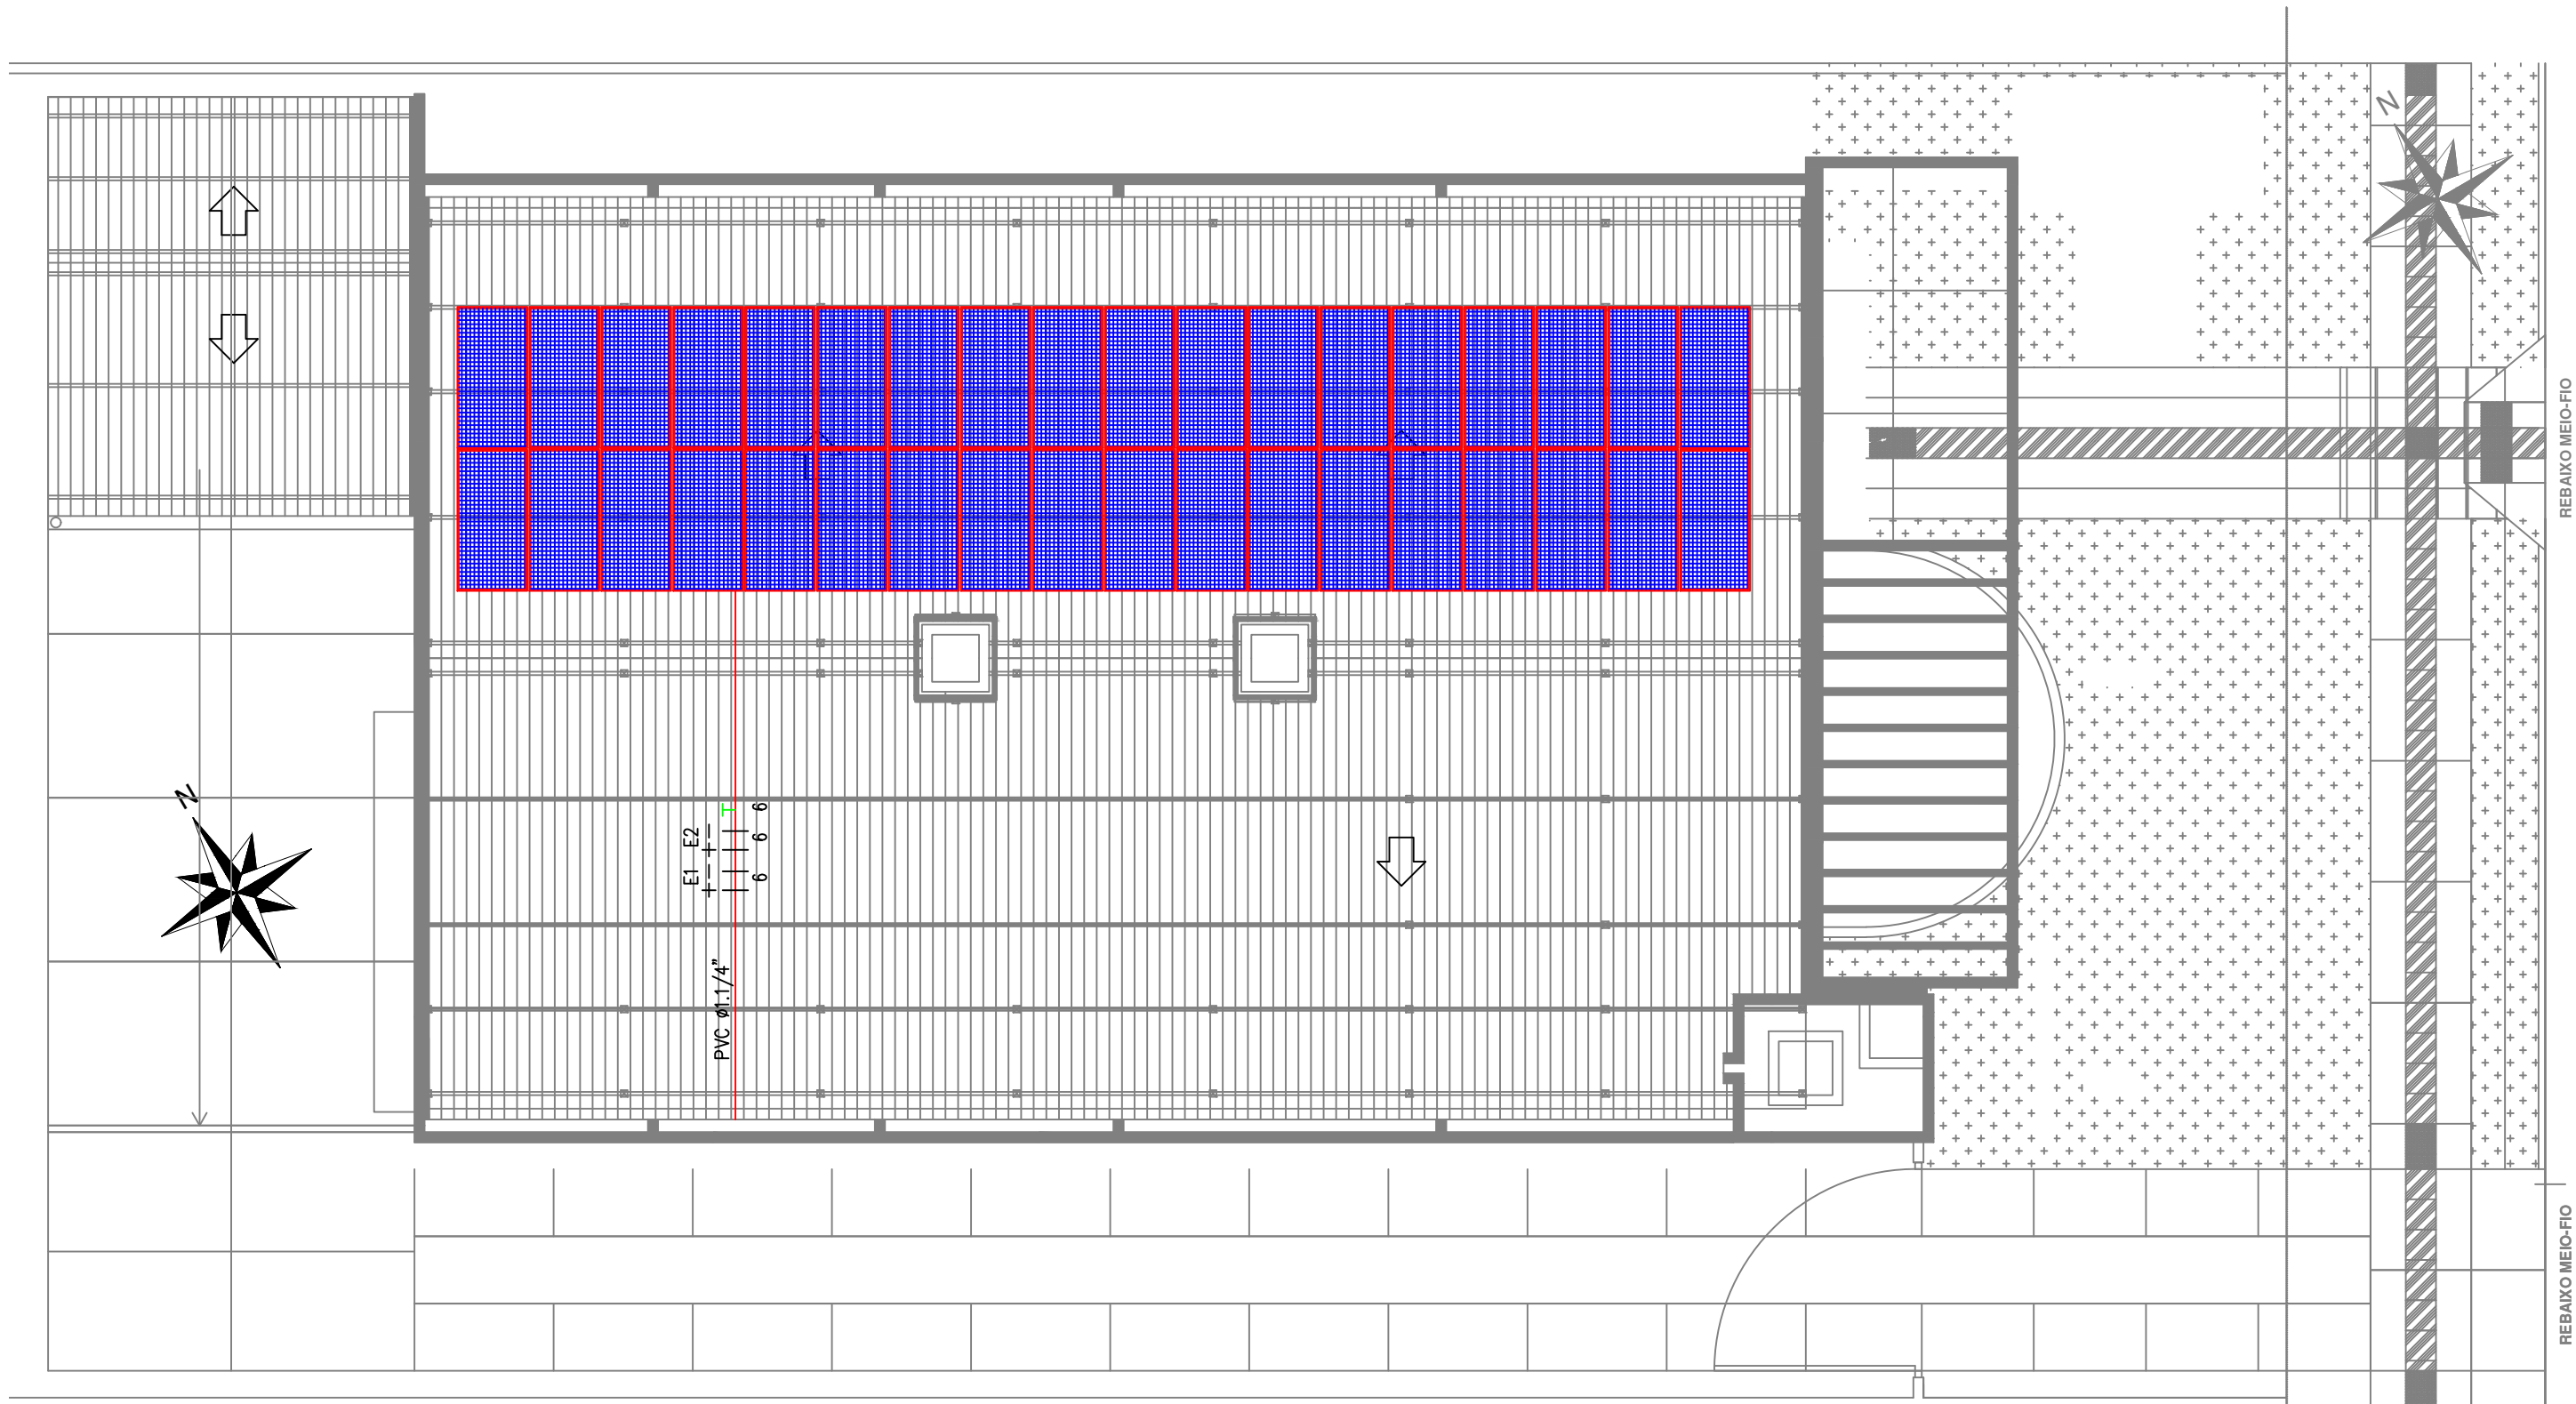 N
REBAIXO MEIO-FIO
N
E1 E2
+ – – + – –
T
6 6 6
PVC ø1.1/4"
REBAIXO MEIO-FIO